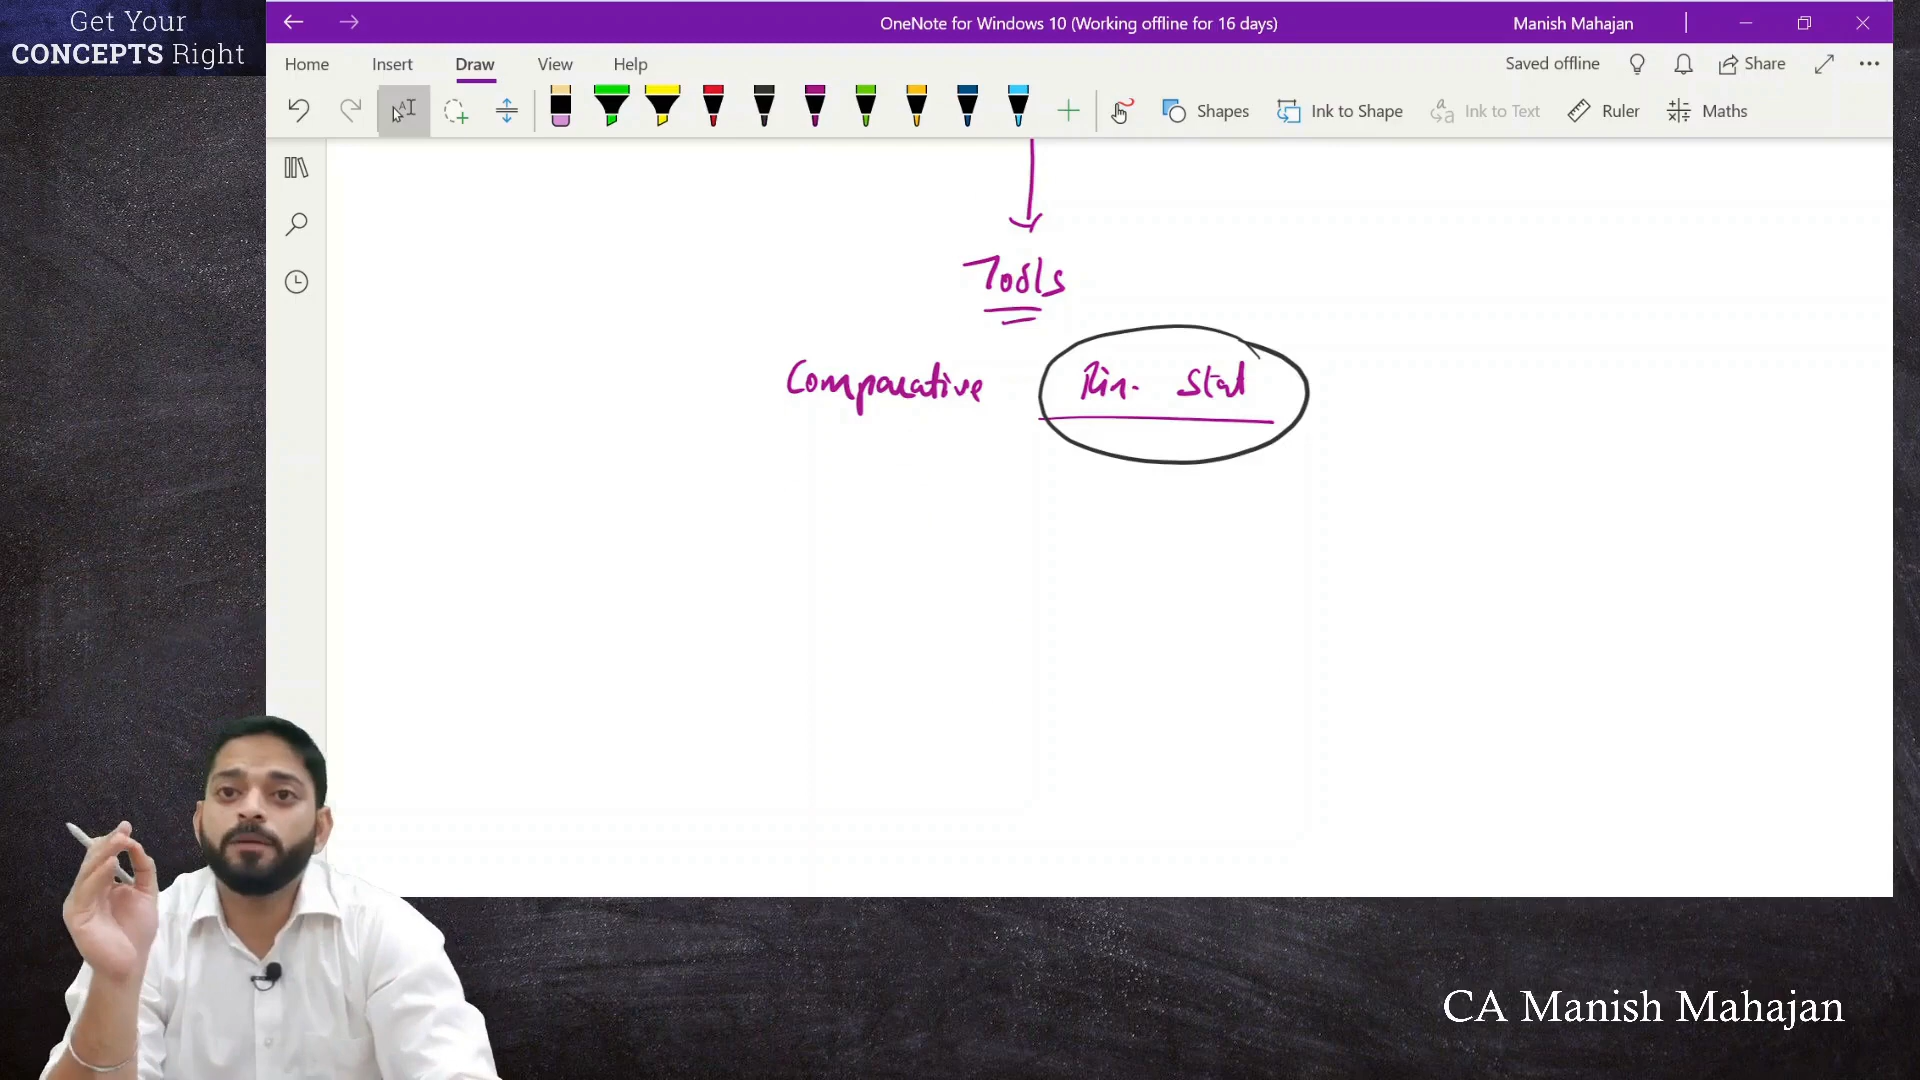 Get Your
CONCEPTS Right
OneNote for Windows 10 (Working offline for 16 days)
Manish Mahajan
Home Insert Draw View Help
Saved offline Share
Shapes Ink to Shape Ink to Text Ruler Maths
Tools
Comparative Fin. Stat
CA Manish Mahajan